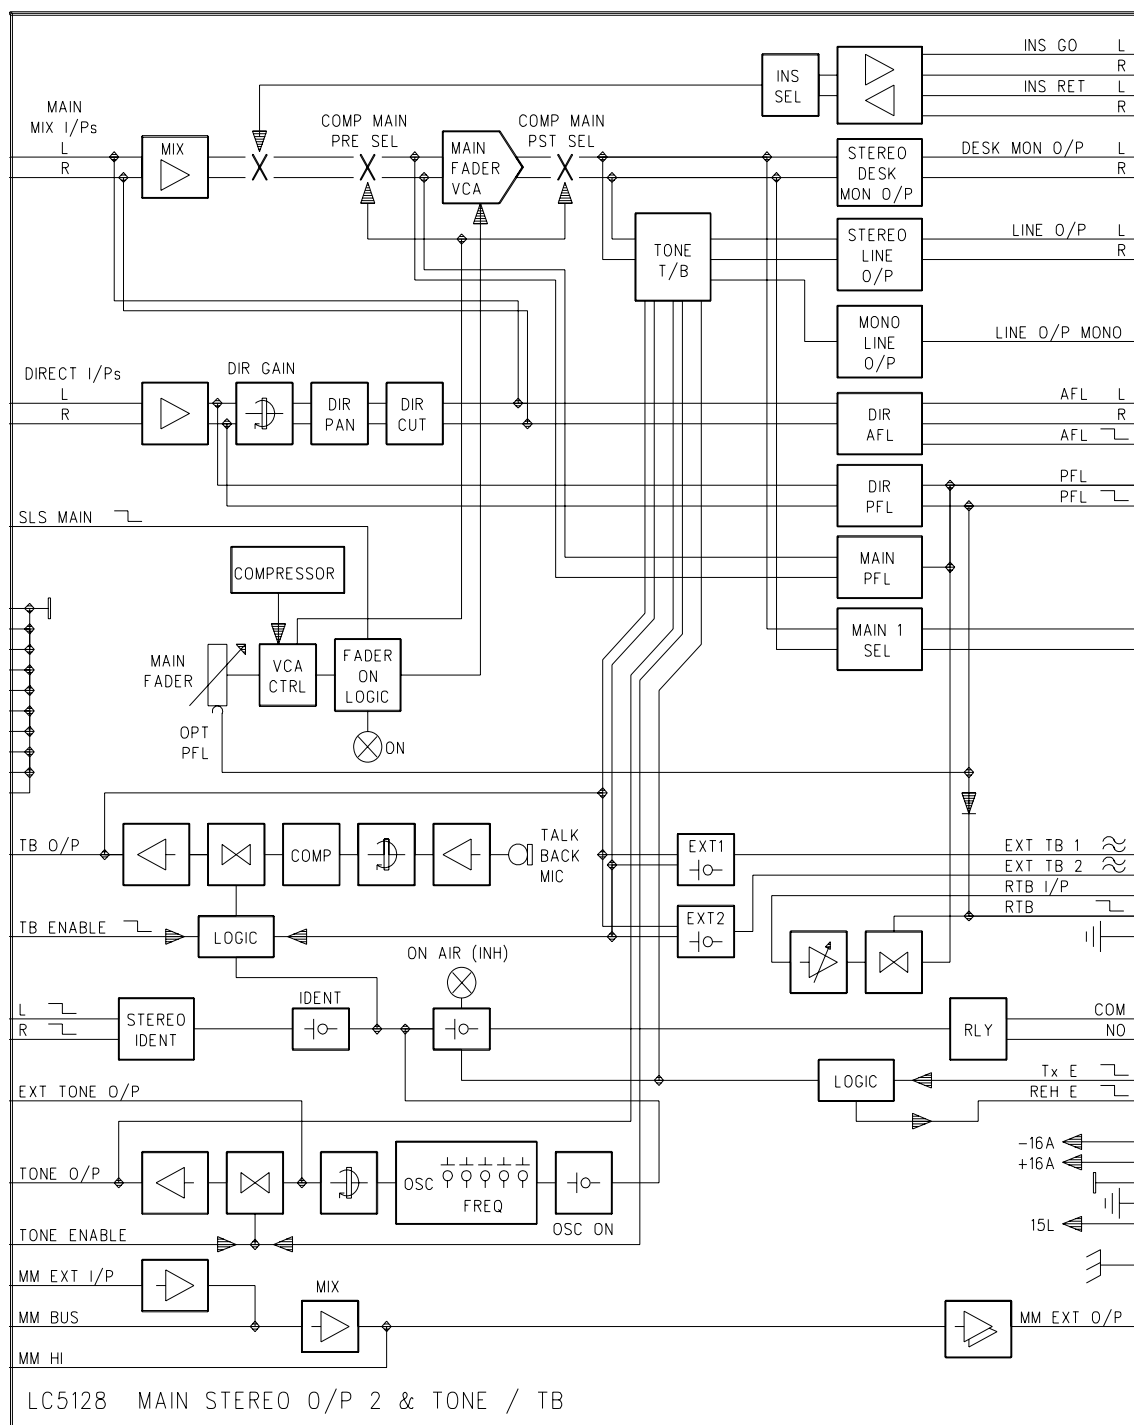 INS GO L
R
INS RET L
R
INS
SEL
MAIN
MIX I/Ps
L
R
MIX
COMP MAIN
PRE SEL
MAIN
FADER
VCA
COMP MAIN
PST SEL
STEREO
DESK
MON O/P
DESK MON O/P L
R
TONE
T/B
STEREO
LINE
O/P
LINE O/P L
R
MONO
LINE
O/P
LINE O/P MONO
DIRECT I/Ps
L
R
DIR GAIN
DIR
PAN
DIR
CUT
DIR
AFL
AFL L
R
AFL
DIR
PFL
PFL
PFL
SLS MAIN
COMPRESSOR
MAIN
PFL
MAIN 1
SEL
MAIN
FADER
VCA
CTRL
FADER
ON
LOGIC
OPT
PFL
ON
TB O/P
COMP
TALK
BACK
MIC
EXT1
EXT TB 1
EXT TB 2
RTB I/P
RTB
TB ENABLE
LOGIC
EXT2
ON AIR (INH)
L
R
STEREO
IDENT
IDENT
RLY
COM
NO
LOGIC
Tx E
REH E
EXT TONE O/P
-16A
+16A
TONE O/P
OSC
FREQ
OSC ON
15L
TONE ENABLE
MM EXT I/P
MIX
MM BUS
MM EXT O/P
MM HI
LC5128 MAIN STEREO O/P 2 & TONE / TB